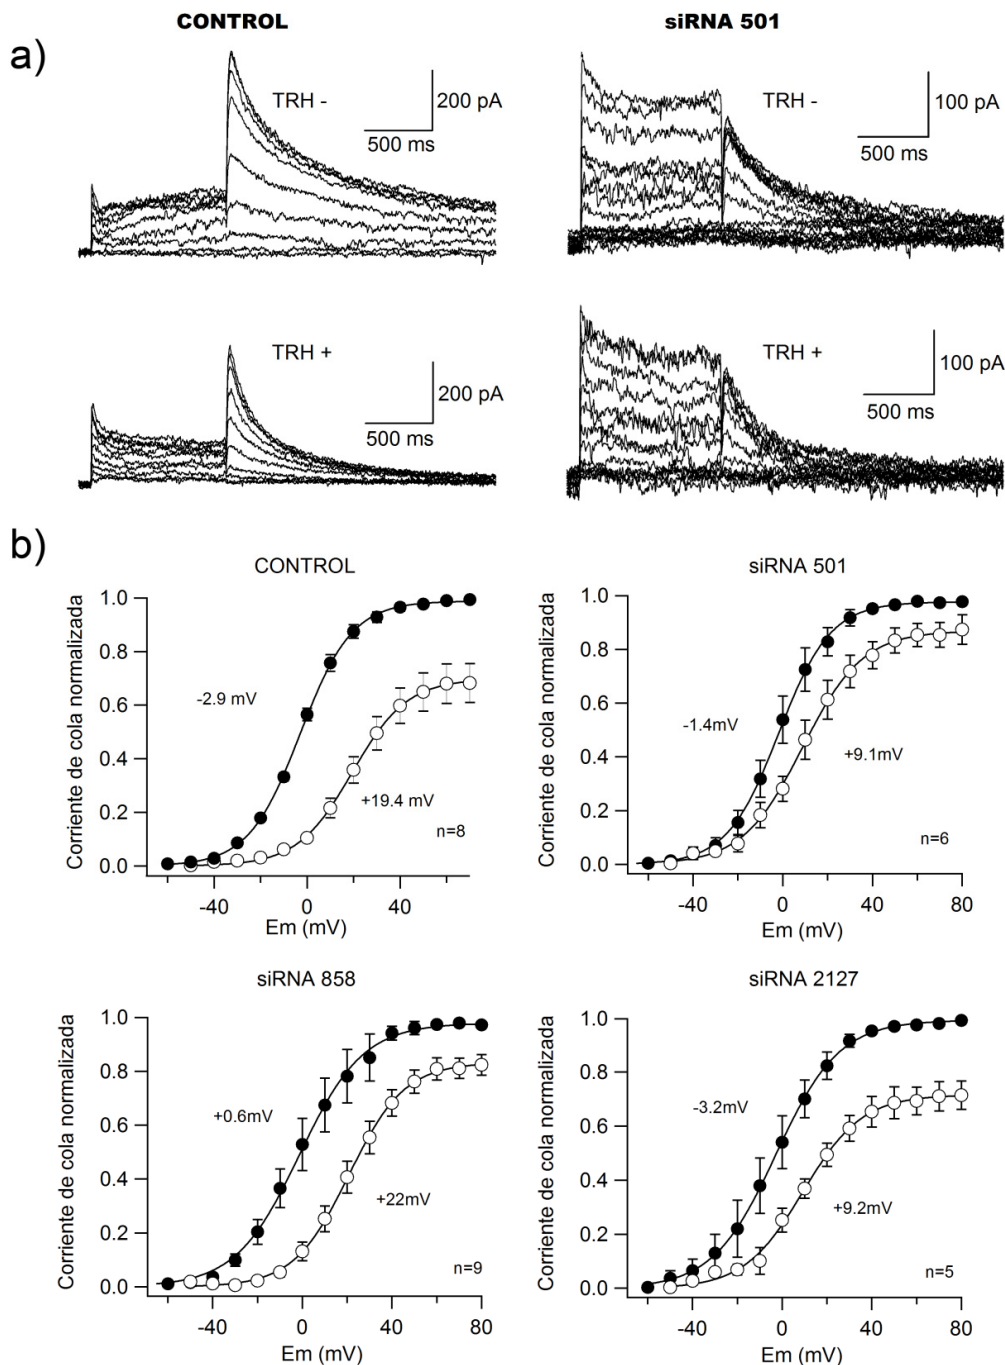 CONTROL
siRNA 501
a)
TRH -
200 pA
500 ms
TRH -
100 pA
500 ms
TRH +
200 pA
500 ms
TRH +
100 pA
500 ms
b)
CONTROL
Corriente de cola normalizada
1.0
0.8
0.6
0.4
0.2
0.0
-2.9 mV
+19.4 mV
n=8
-40
0
40
Em (mV)
siRNA 501
Corriente de cola normalizada
1.0
0.8
0.6
0.4
0.2
0.0
-1.4mV
+9.1mV
n=6
-40
0
40
80
Em (mV)
siRNA 858
Corriente de cola normalizada
1.0
0.8
0.6
0.4
0.2
0.0
+0.6mV
+22mV
n=9
-40
0
40
80
Em (mV)
siRNA 2127
Corriente de cola normalizada
1.0
0.8
0.6
0.4
0.2
0.0
-3.2mV
+9.2mV
n=5
-40
0
40
80
Em (mV)